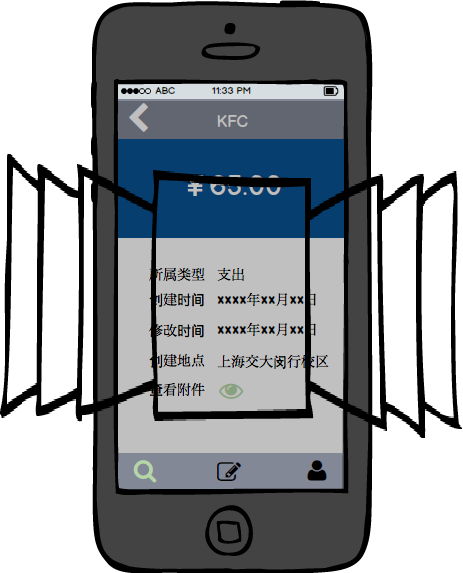 ABC 11:33 PM
KFC
¥ 65.00
所属类型 支出
创建时间 xxxx年xx月xx日
修改时间 xxxx年xx月xx日
创建地点 上海交大闵行校区
查看附件